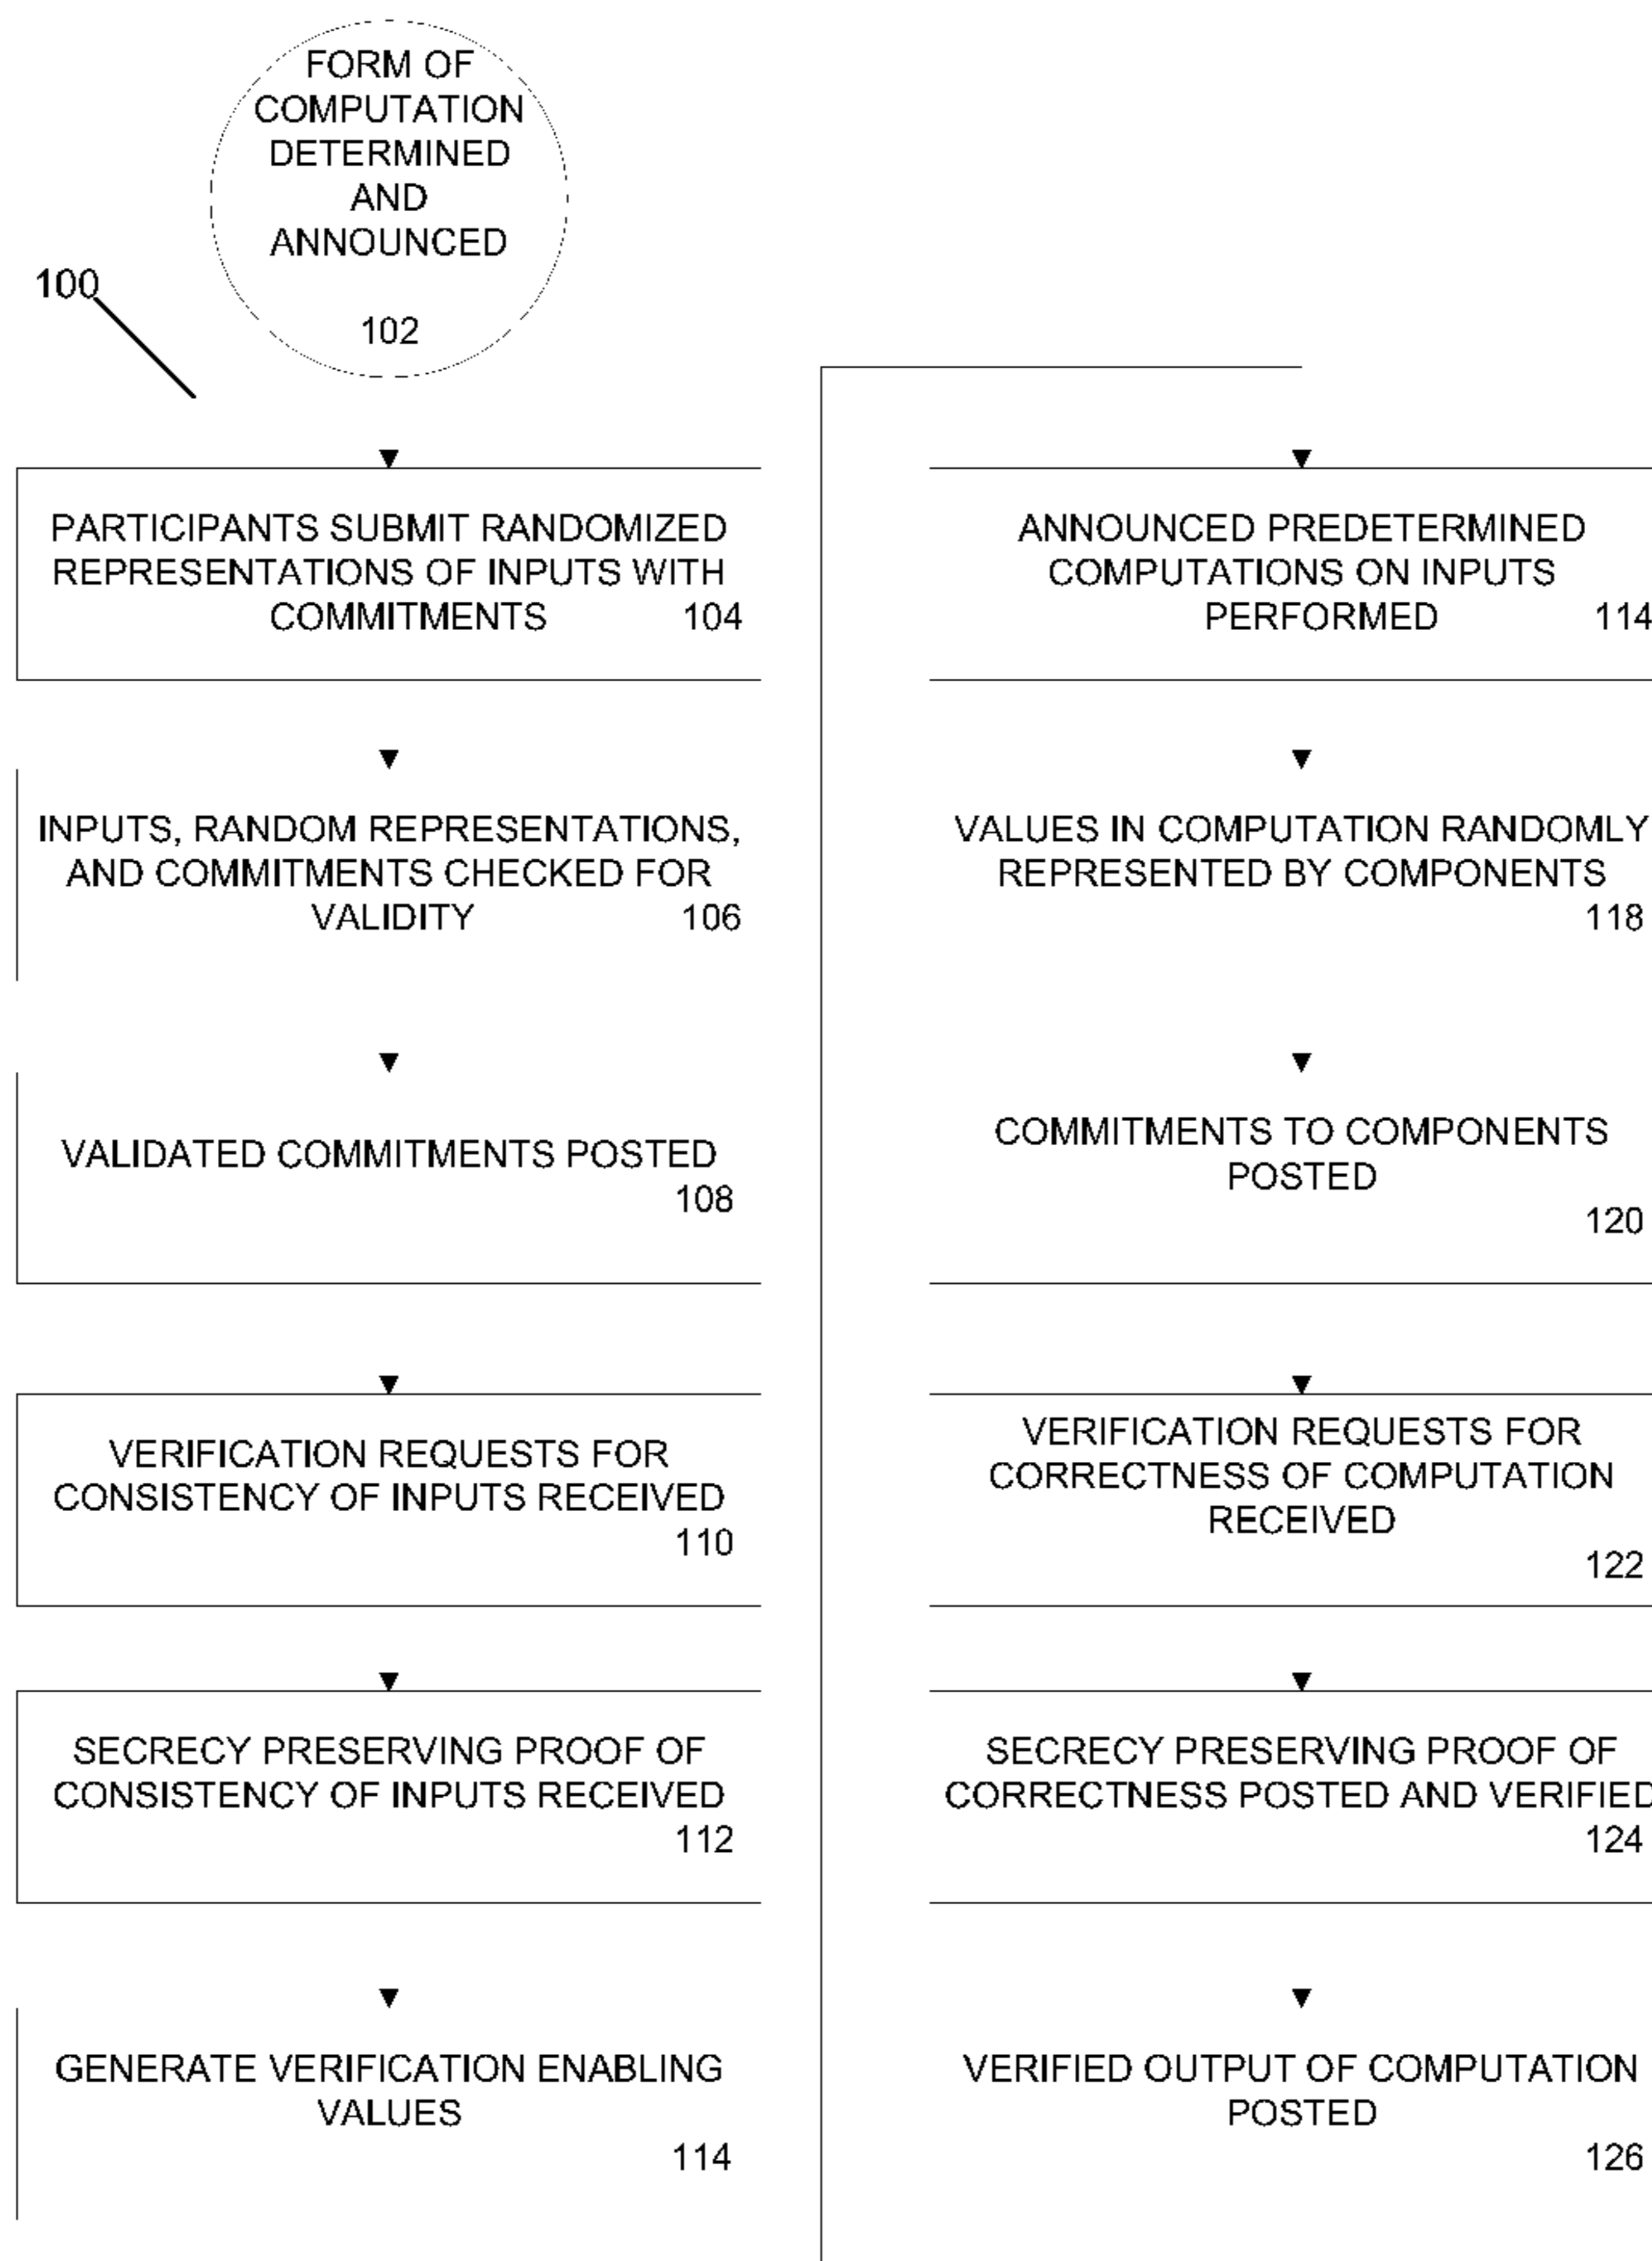 FORM OF
COMPUTATION
DETERMINED
AND
ANNOUNCED
102
100
PARTICIPANTS SUBMIT RANDOMIZED
REPRESENTATIONS OF INPUTS WITH
COMMITMENTS 104
INPUTS, RANDOM REPRESENTATIONS,
AND COMMITMENTS CHECKED FOR
VALIDITY 106
VALIDATED COMMITMENTS POSTED
108
VERIFICATION REQUESTS FOR
CONSISTENCY OF INPUTS RECEIVED
110
SECRECY PRESERVING PROOF OF
CONSISTENCY OF INPUTS RECEIVED
112
GENERATE VERIFICATION ENABLING
VALUES
114
ANNOUNCED PREDETERMINED
COMPUTATIONS ON INPUTS
PERFORMED 114
VALUES IN COMPUTATION RANDOMLY
REPRESENTED BY COMPONENTS
118
COMMITMENTS TO COMPONENTS
POSTED
120
VERIFICATION REQUESTS FOR
CORRECTNESS OF COMPUTATION
RECEIVED
122
SECRECY PRESERVING PROOF OF
CORRECTNESS POSTED AND VERIFIED
124
VERIFIED OUTPUT OF COMPUTATION
POSTED
126